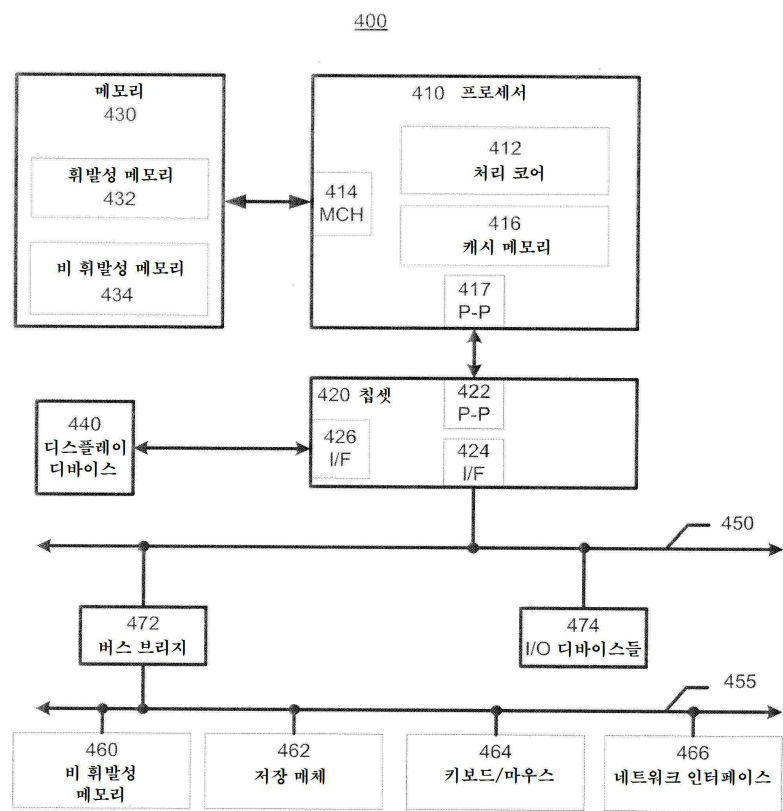 400
메모리
430
휘발성 메모리
432
비 휘발성 메모리
434
410 프로세서
412
처리 코어
414
MCH
416
캐시 메모리
417
P-P
420 칩셋
422
P-P
426
I/F
424
I/F
440
디스플레이
디바이스
450
472
버스 브리지
474
I/O 디바이스들
455
460
비 휘발성
메모리
462
저장 매체
464
키보드/마우스
466
네트워크 인터페이스